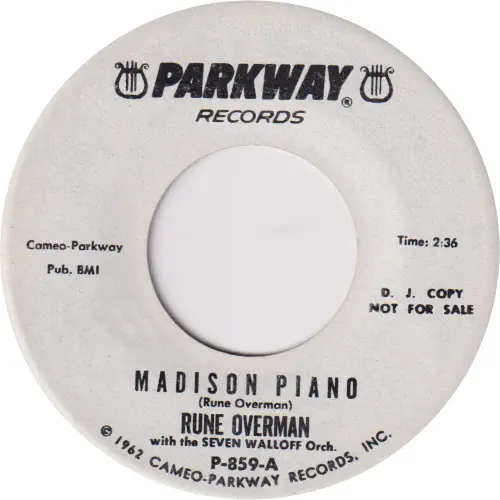 PARKWAY®
RECORDS
Cameo-Parkway
Pub. BMI
Time: 2:36
D. J. COPY
NOT FOR SALE
MADISON PIANO
(Rune Overman)
RUNE OVERMAN
with the SEVEN WALLOFF Orch.
P-859-A
© 1962 CAMEO-PARKWAY RECORDS, INC.